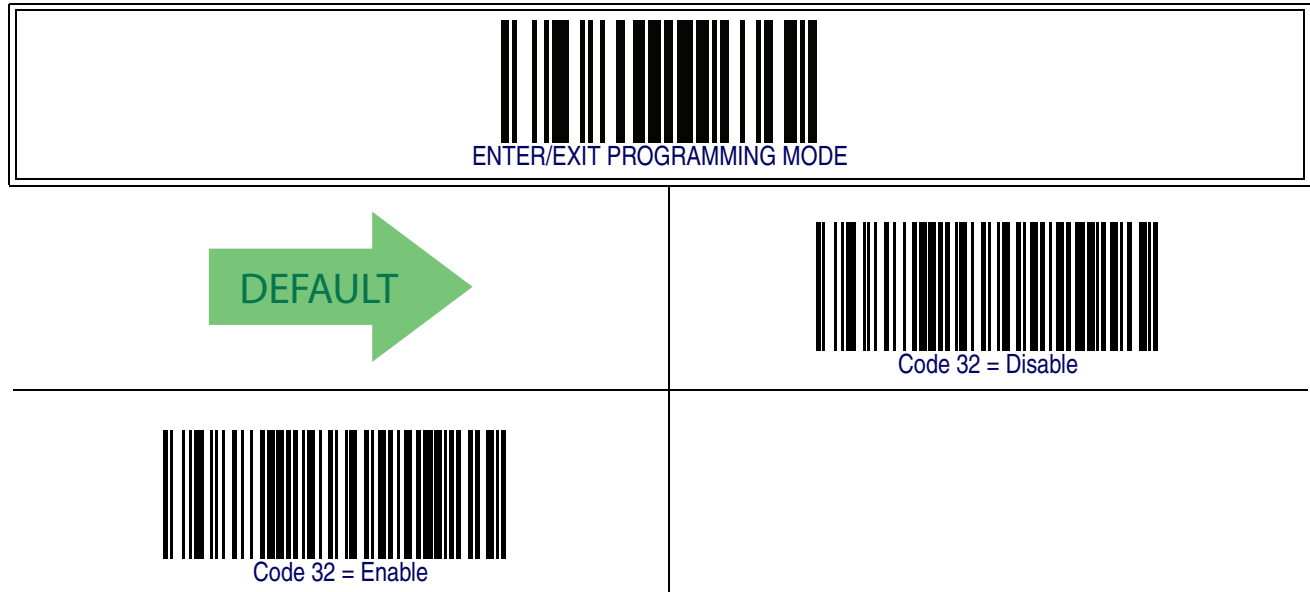 ENTER/EXIT PROGRAMMING MODE
DEFAULT
Code 32 = Disable
Code 32 = Enable